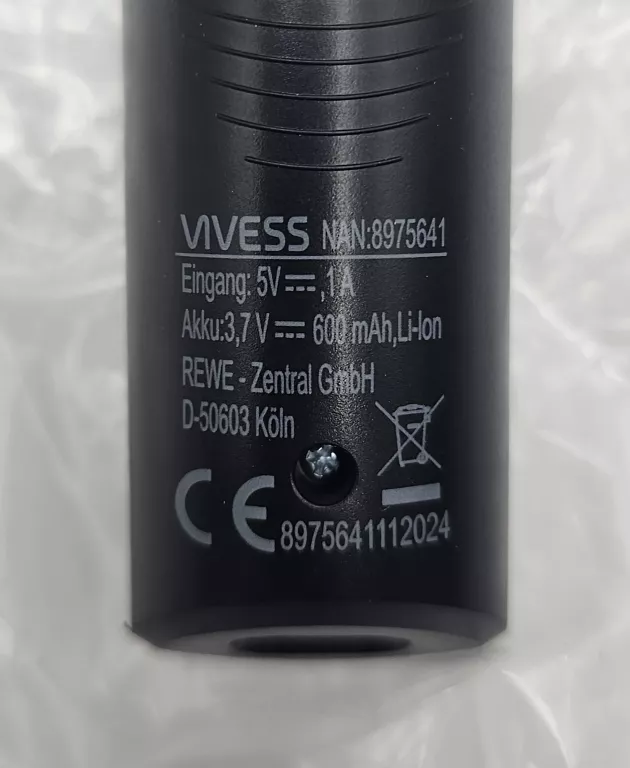 VIVESS NAN:8975641
Eingang: 5V⎓,1A
Akku:3,7 V⎓ 600 mAh,Li-Ion
REWE - Zentral GmbH
D-50603 Köln
CE 8975641112024